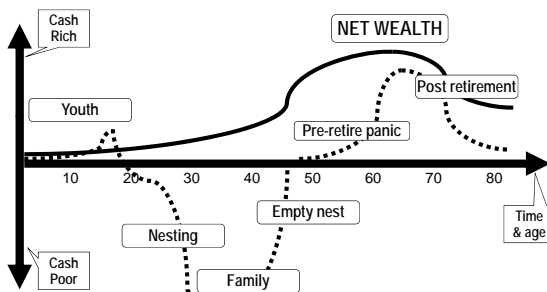 Cash
Rich
NET WEALTH
Youth
Post retirement
Pre-retire panic
10 20 30 40 50 60 70 80
Empty nest
Time
& age
Nesting
Cash
Poor
Family